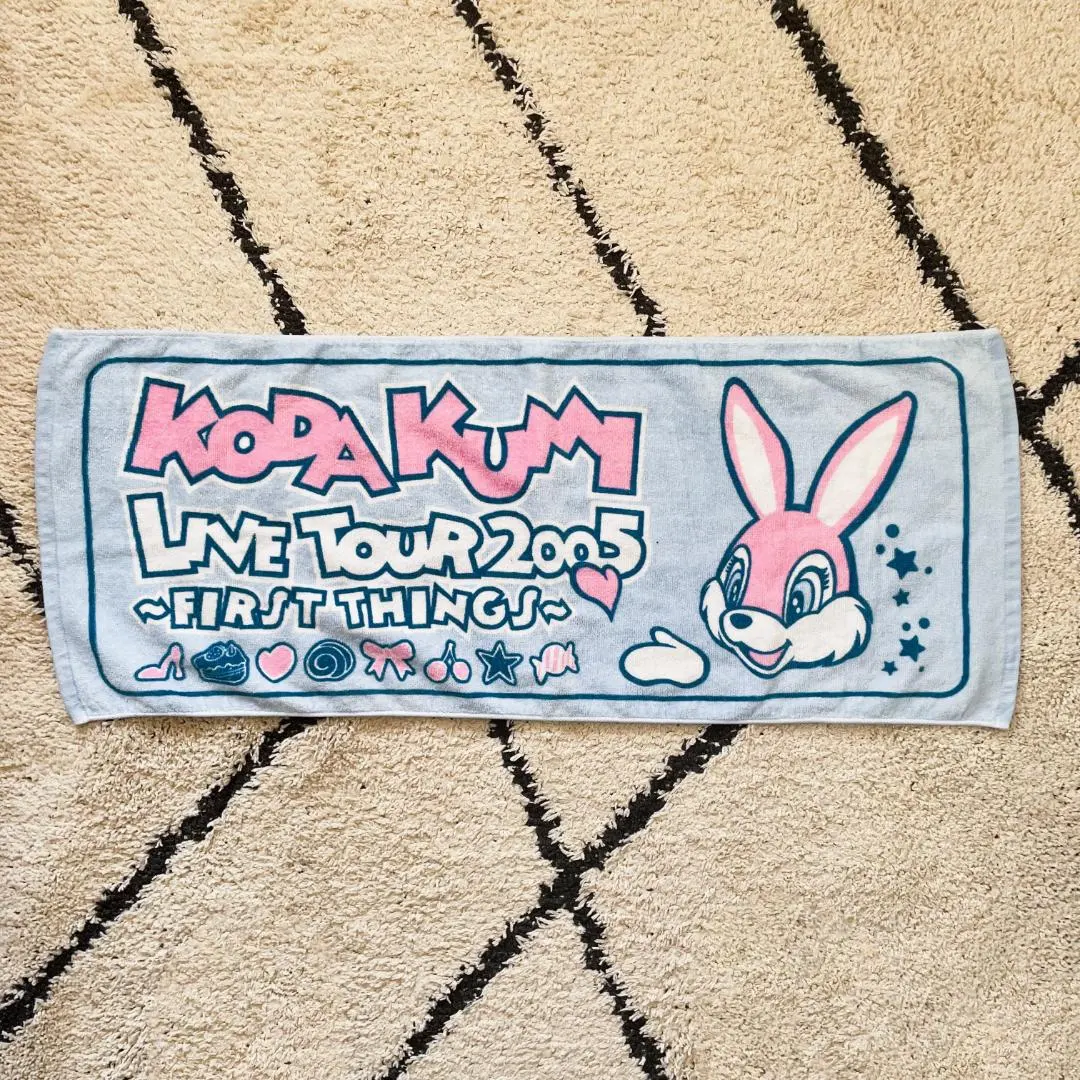 KODA KUMI
LIVE TOUR 2005
~FIRST THINGS~